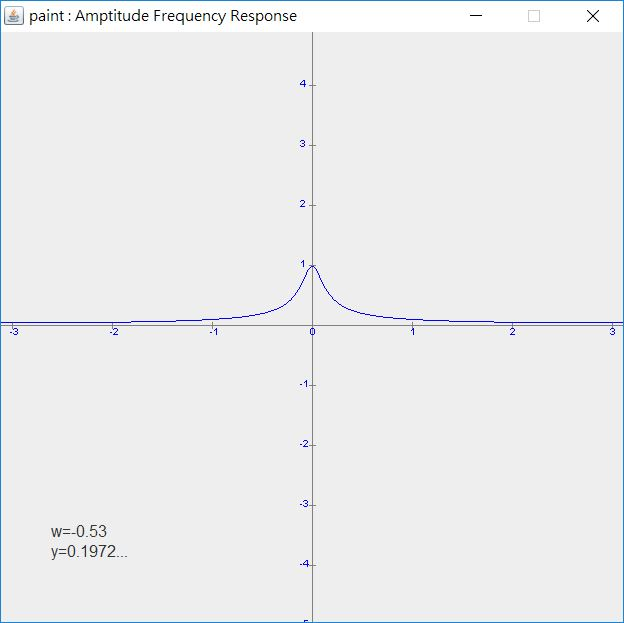 paint : Amptitude Frequency Response
4
3
2
1
-3 -2 -1 0 1 2 3
-1
-2
-3
w=-0.53
y=0.1972...
-4